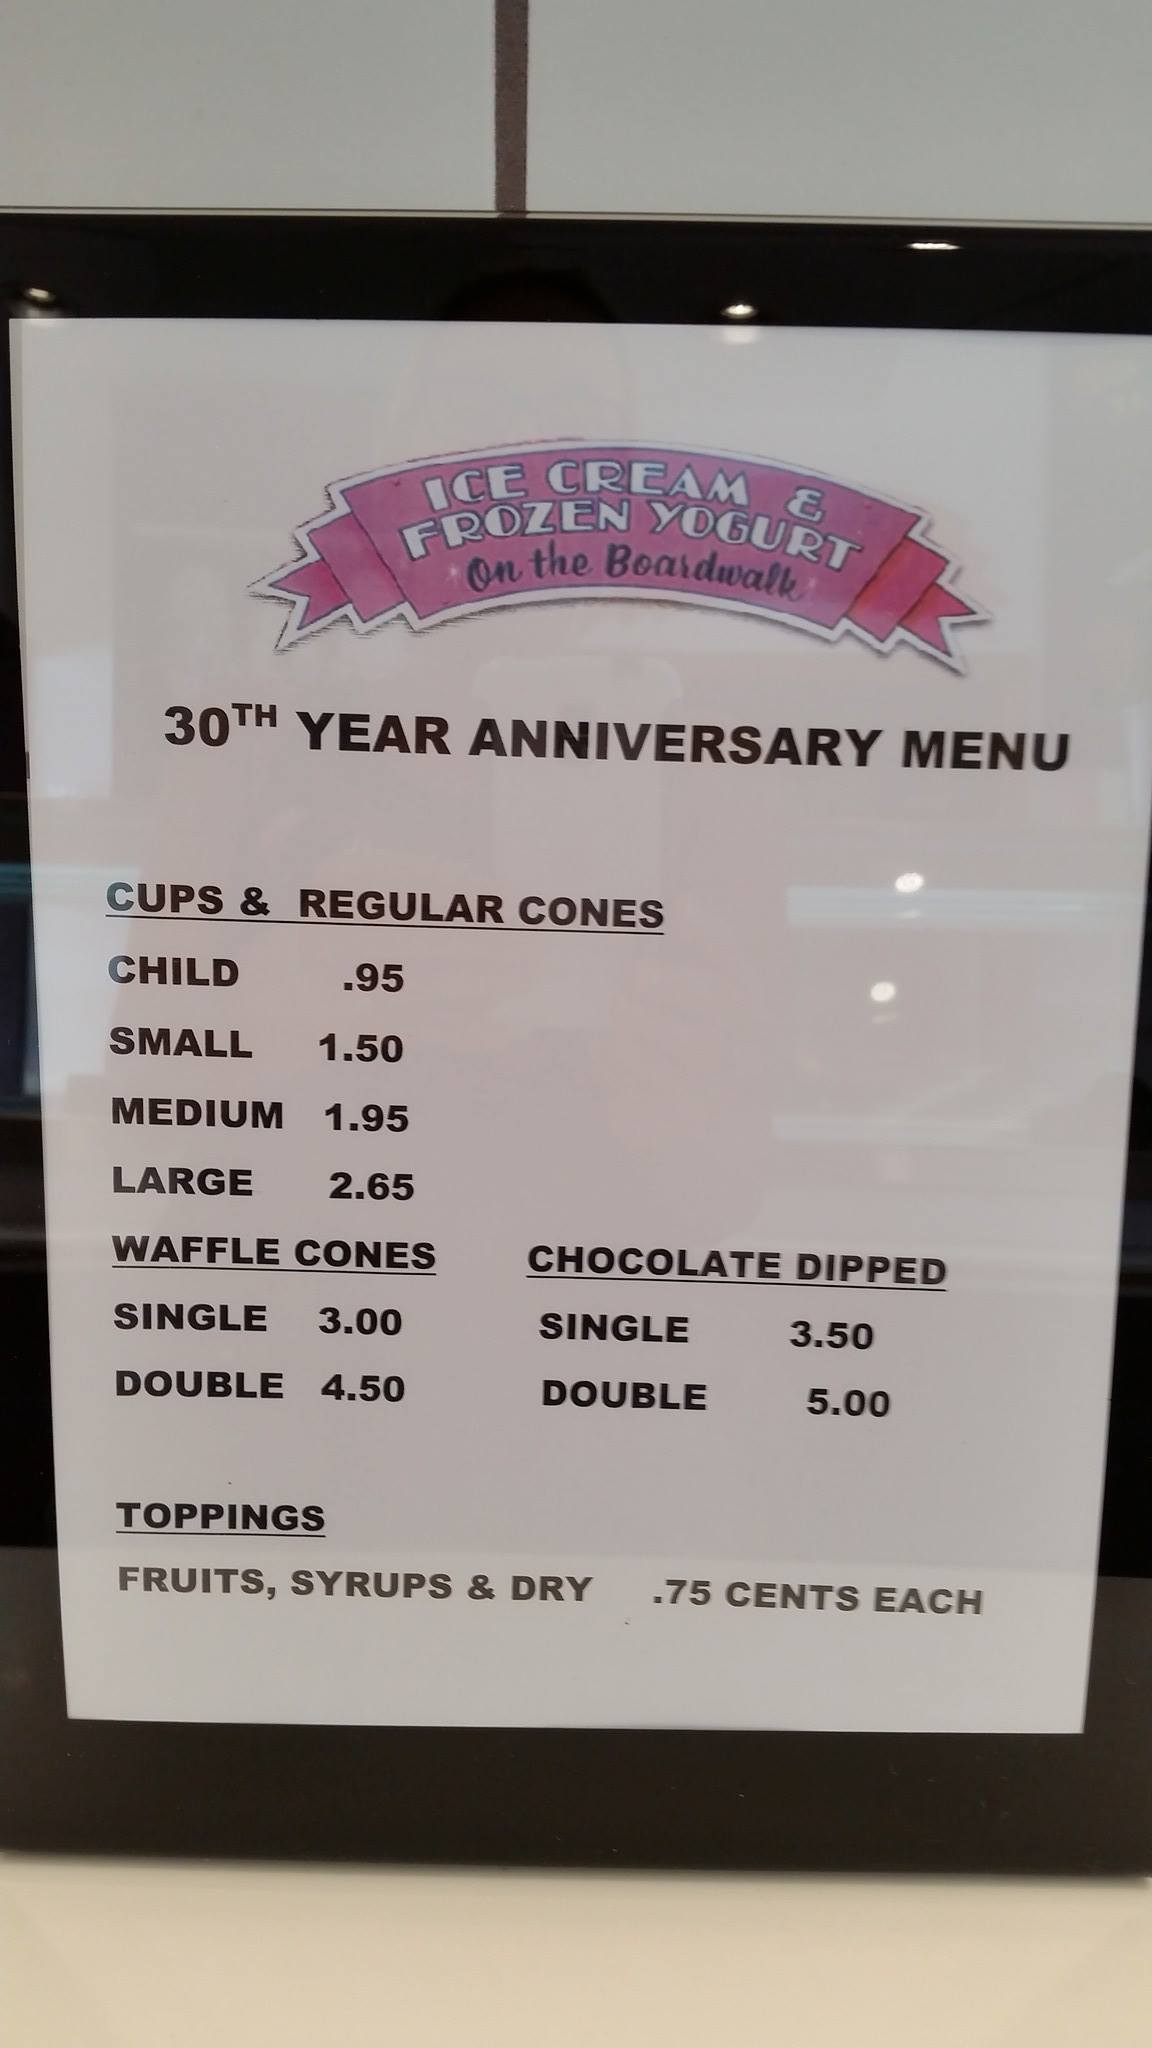 ICE CREAM &
FROZEN YOGURT
On the Boardwalk
30TH YEAR ANNIVERSARY MENU
CUPS & REGULAR CONES
CHILD .95
SMALL 1.50
MEDIUM 1.95
LARGE 2.65
WAFFLE CONES CHOCOLATE DIPPED
SINGLE 3.00 SINGLE 3.50
DOUBLE 4.50 DOUBLE 5.00
TOPPINGS
FRUITS, SYRUPS & DRY .75 CENTS EACH